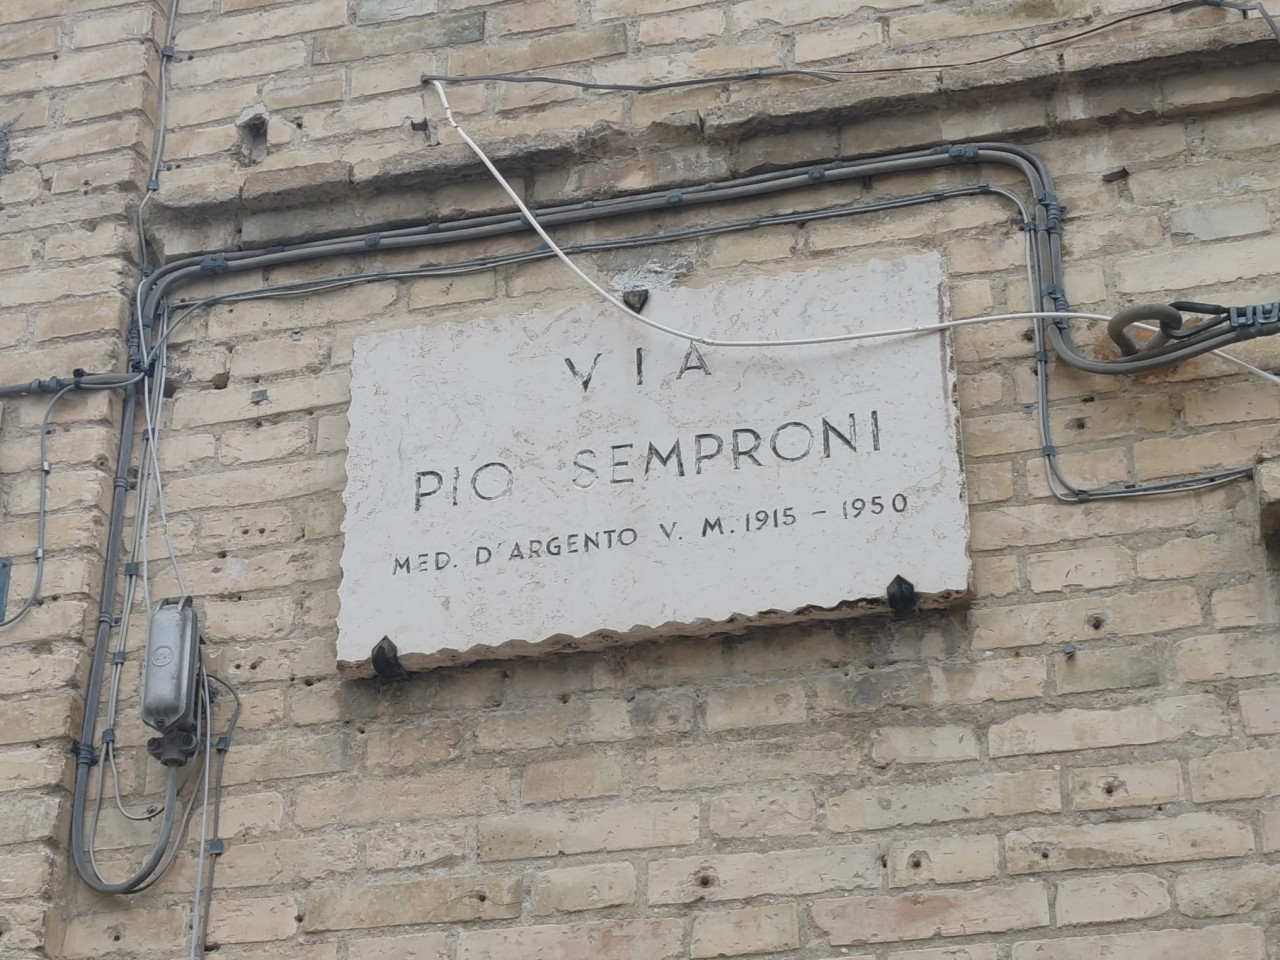 VIA
PIO SEMPRONI
MED. D'ARGENTO V. M. 1915 - 1950